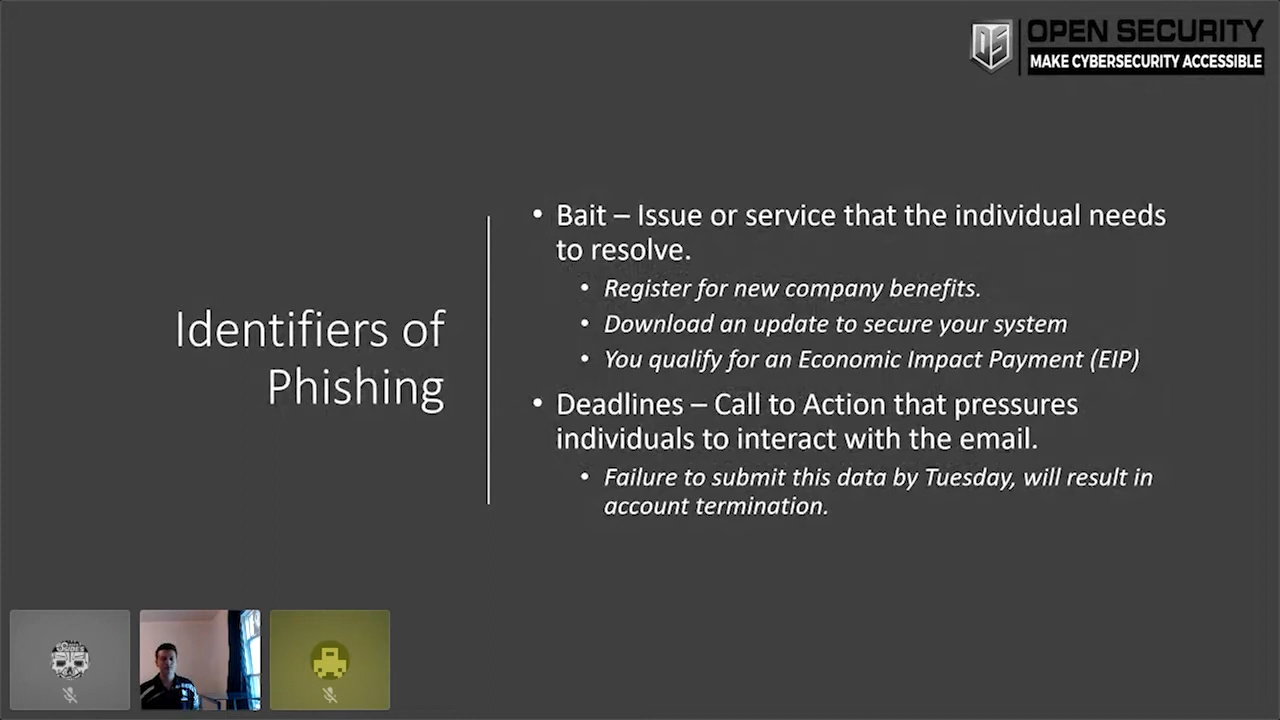 OPEN SECURITY
MAKE CYBERSECURITY ACCESSIBLE
Identifiers of
Phishing
• Bait – Issue or service that the individual needs
to resolve.
• Register for new company benefits.
• Download an update to secure your system
• You qualify for an Economic Impact Payment (EIP)
• Deadlines – Call to Action that pressures
individuals to interact with the email.
• Failure to submit this data by Tuesday, will result in
account termination.